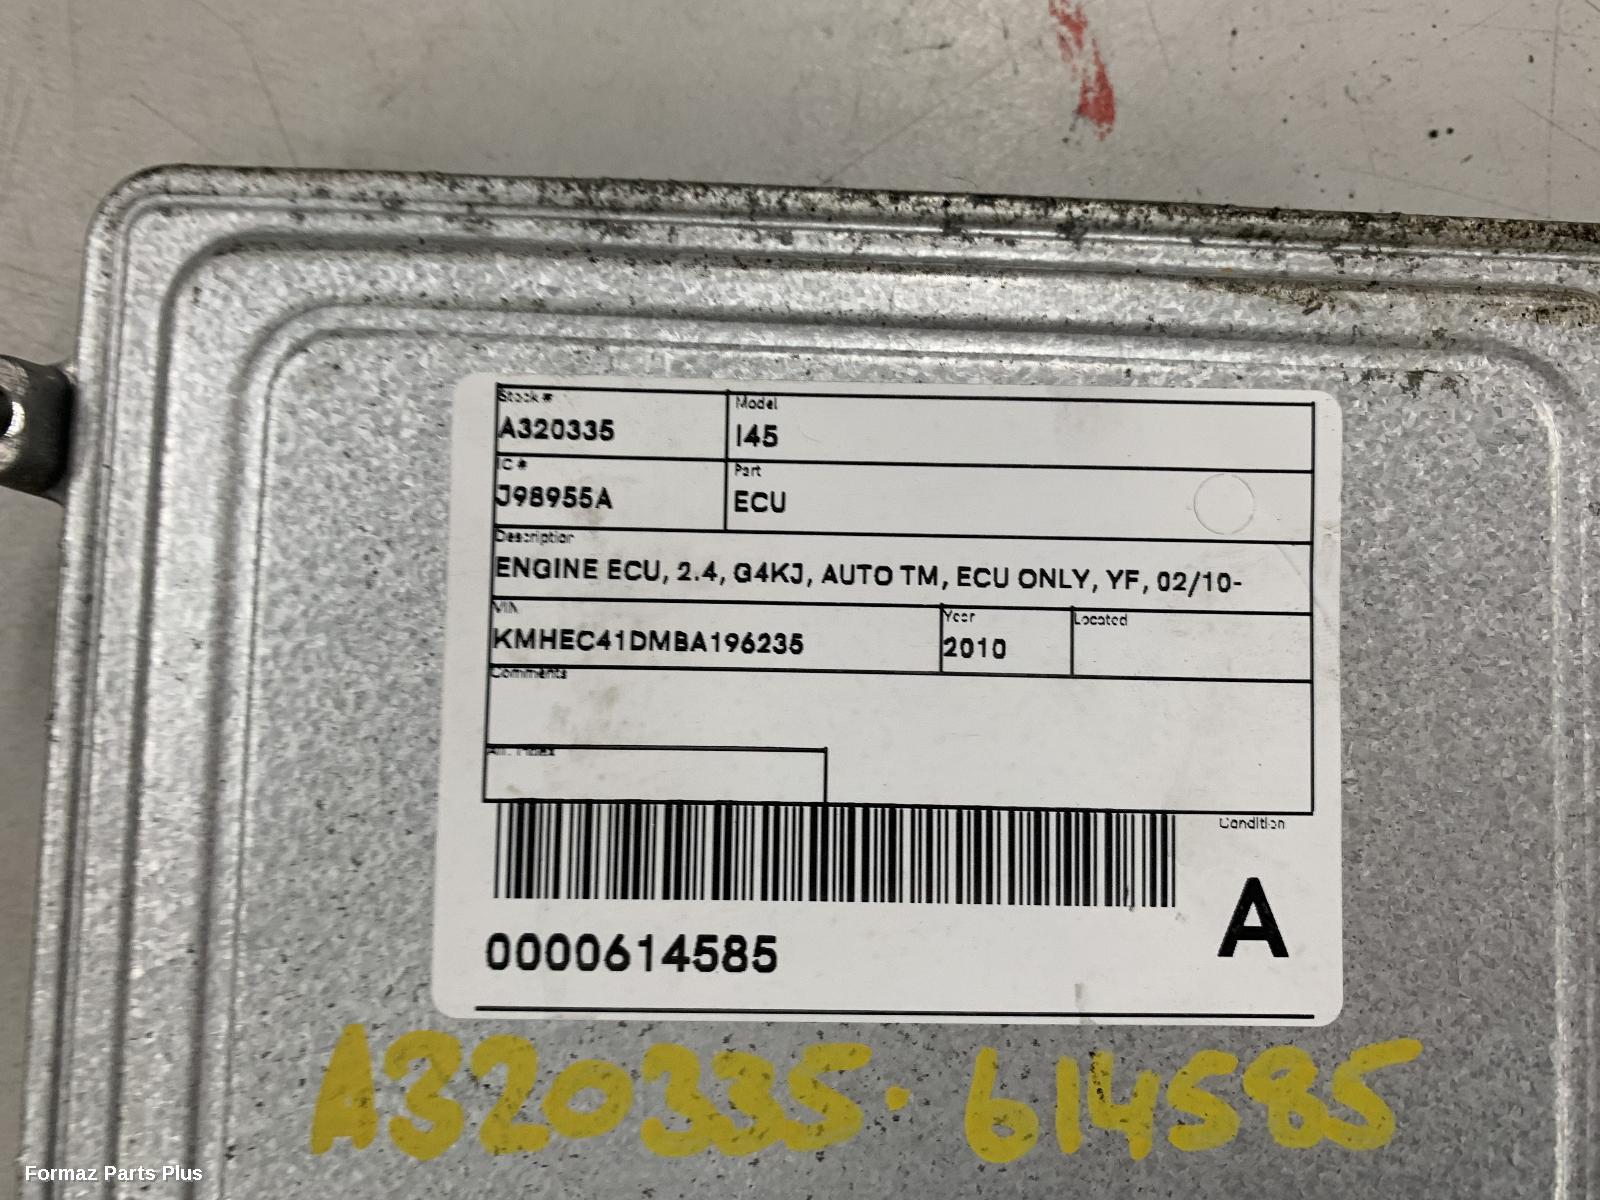 Stock #
A320335
Model
I45
IC #
J98955A
Part
ECU
Description
ENGINE ECU, 2.4, G4KJ, AUTO TM, ECU ONLY, YF, 02/10-
VIN
KMHEC41DMBA196235
Year
2010
Located
Comments
Alt. Index
Condition
A
0000614585
A320335. 614585
Formaz Parts Plus